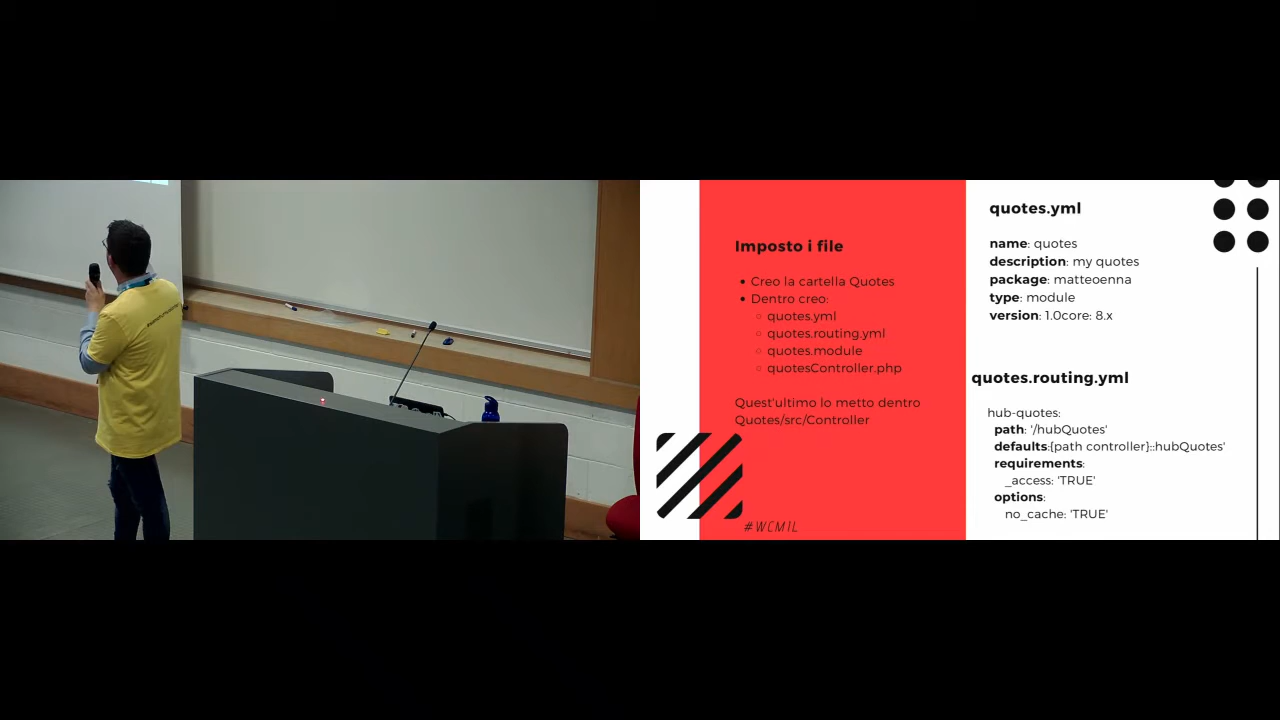 Imposto i file
Creo la cartella Quotes
Dentro creo:
quotes.yml
quotes.routing.yml
quotes.module
quotesController.php
Quest'ultimo lo metto dentro
Quotes/src/Controller
#WCMIL
quotes.yml
name: quotes
description: my quotes
package: matteoenna
type: module
version: 1.0core: 8.x
quotes.routing.yml
hub-quotes:
path: '/hubQuotes'
defaults:{path controller}::hubQuotes'
requirements:
_access: 'TRUE'
options:
no_cache: 'TRUE'